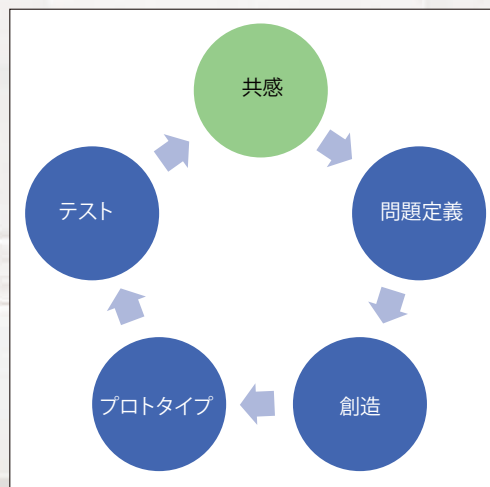 共感
問題定義
創造
プロトタイプ
テスト